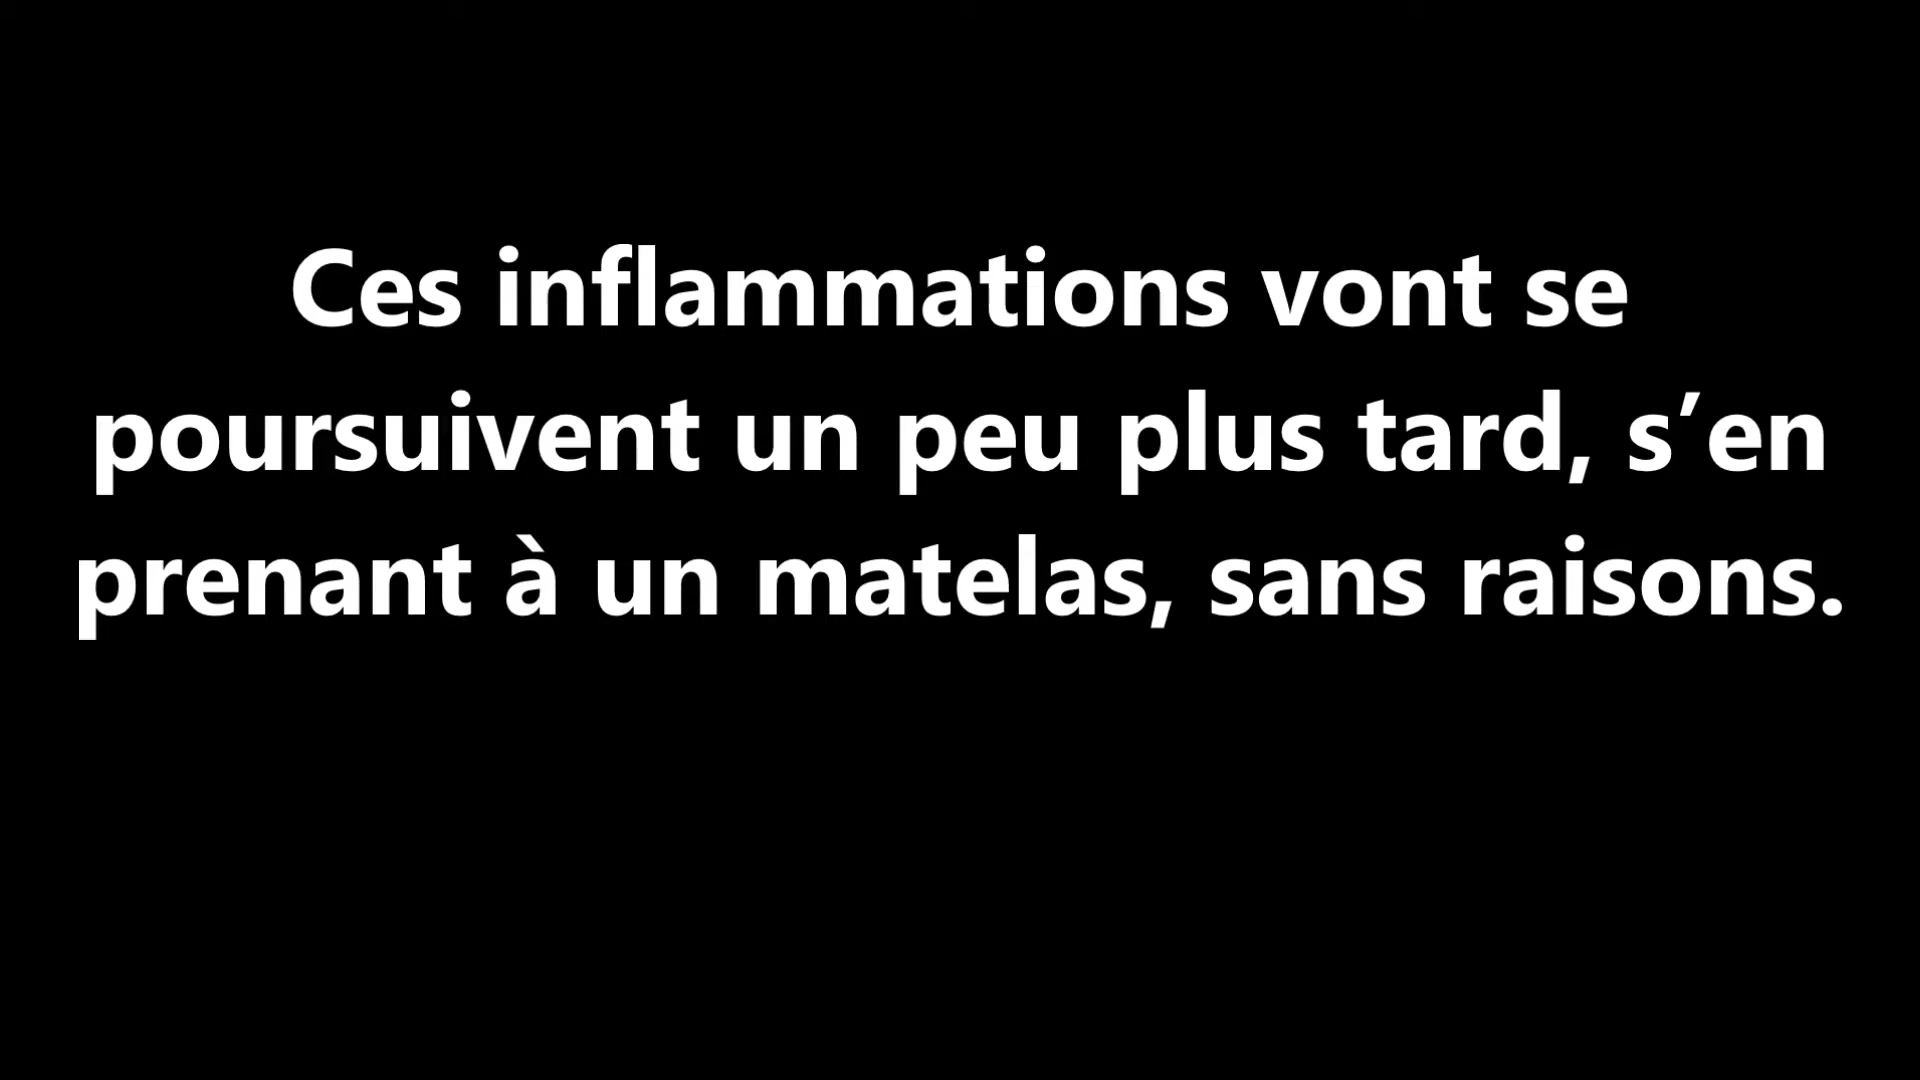 Ces inflammations vont se
poursuivent un peu plus tard, s’en
prenant à un matelas, sans raisons.